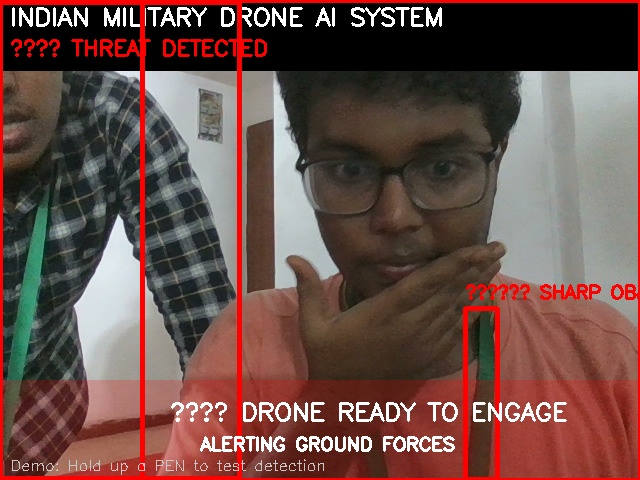 INDIAN MILITARY DRONE AI SYSTEM
???? THREAT DETECTED
?????? SHARP OB
???? DRONE READY TO ENGAGE
ALERTING GROUND FORCES
Demo: Hold up a PEN to test detection